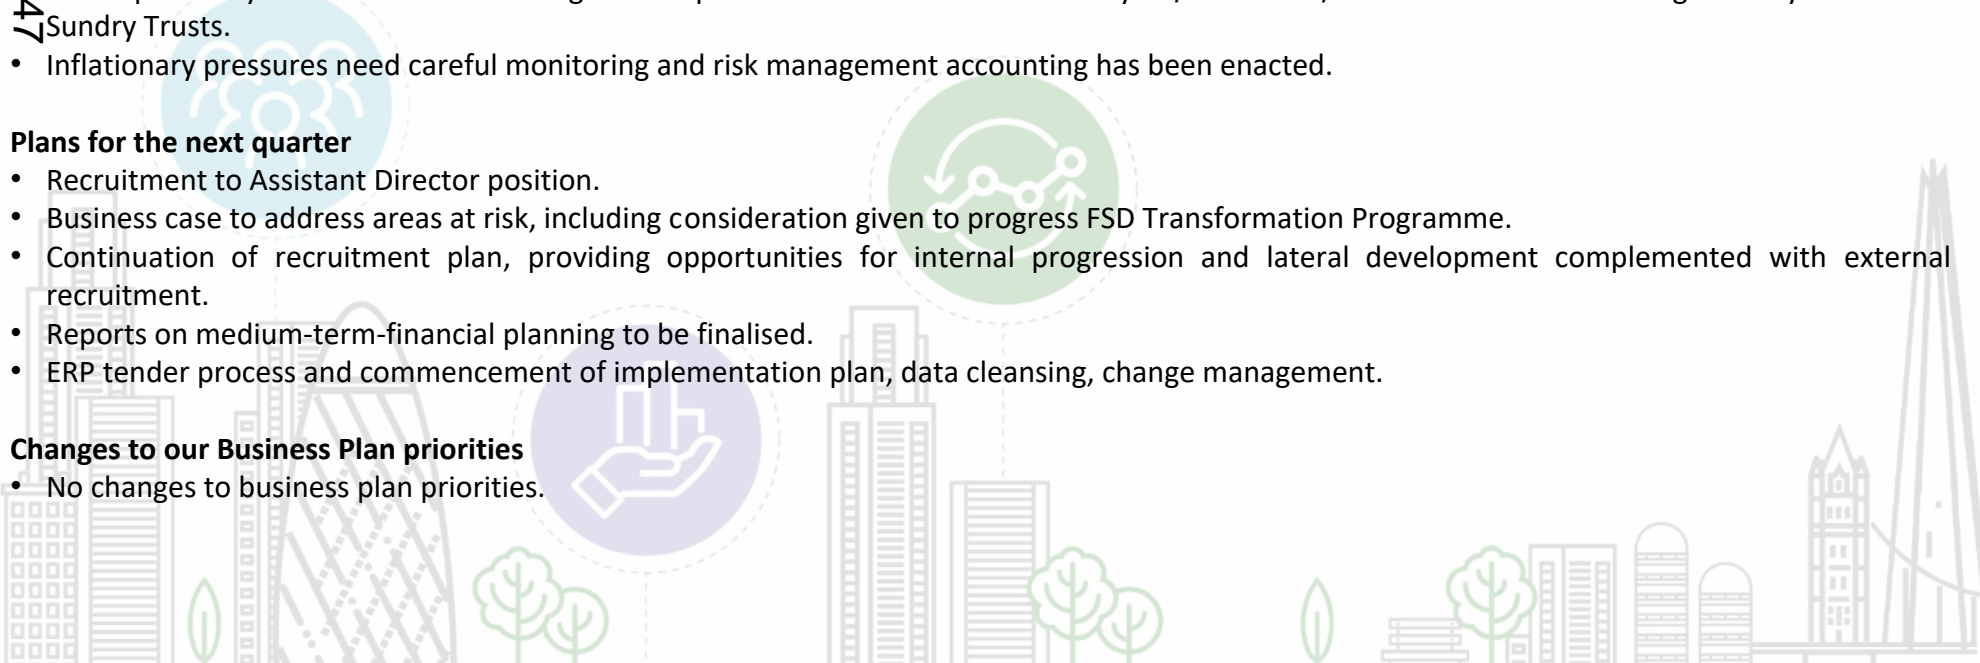 47
Sundry Trusts.
• Inflationary pressures need careful monitoring and risk management accounting has been enacted.
Plans for the next quarter
• Recruitment to Assistant Director position.
• Business case to address areas at risk, including consideration given to progress FSD Transformation Programme.
• Continuation of recruitment plan, providing opportunities for internal progression and lateral development complemented with external
recruitment.
• Reports on medium-term-financial planning to be finalised.
• ERP tender process and commencement of implementation plan, data cleansing, change management.
Changes to our Business Plan priorities
• No changes to business plan priorities.